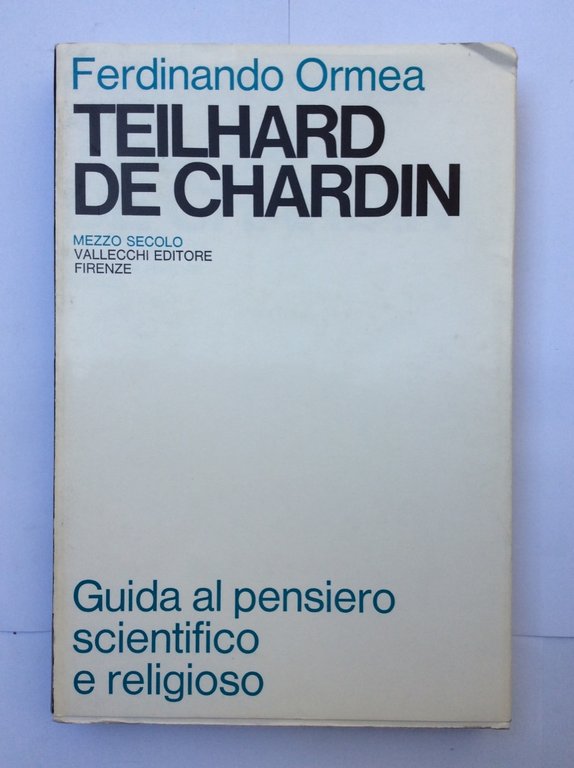 Ferdinando Ormea
TEILHARD
DE CHARDIN
MEZZO SECOLO
VALLECCHI EDITORE
FIRENZE
Guida al pensiero
scientifico
e religioso